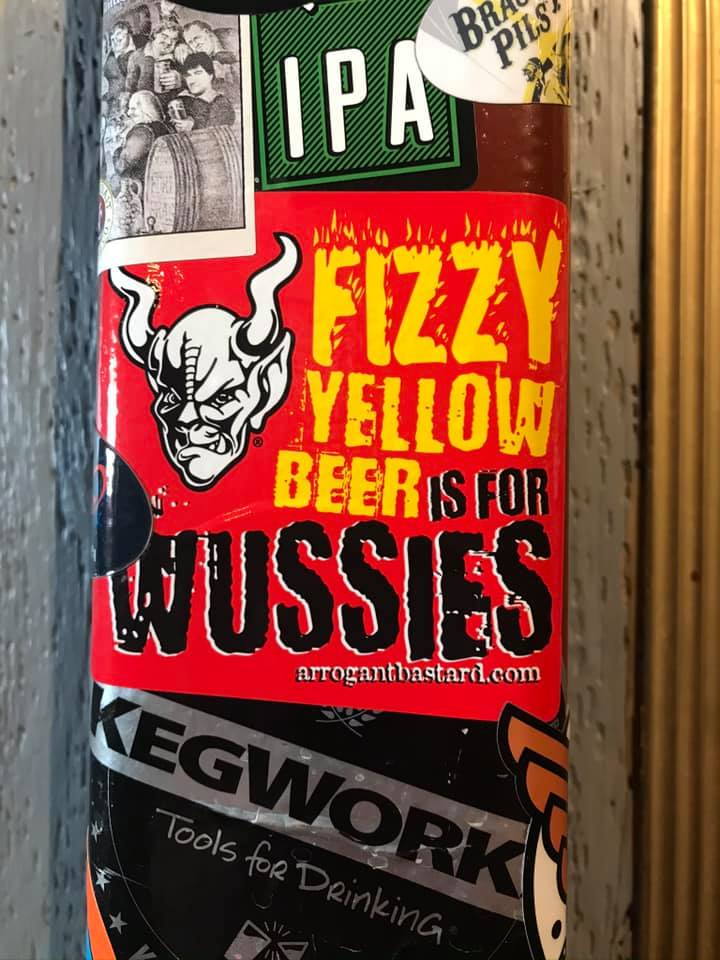 IPA
FIZZY
YELLOW
BEER IS FOR
WUSSIES
arrogantbastard.com
KEGWORK
Tools for Drinking